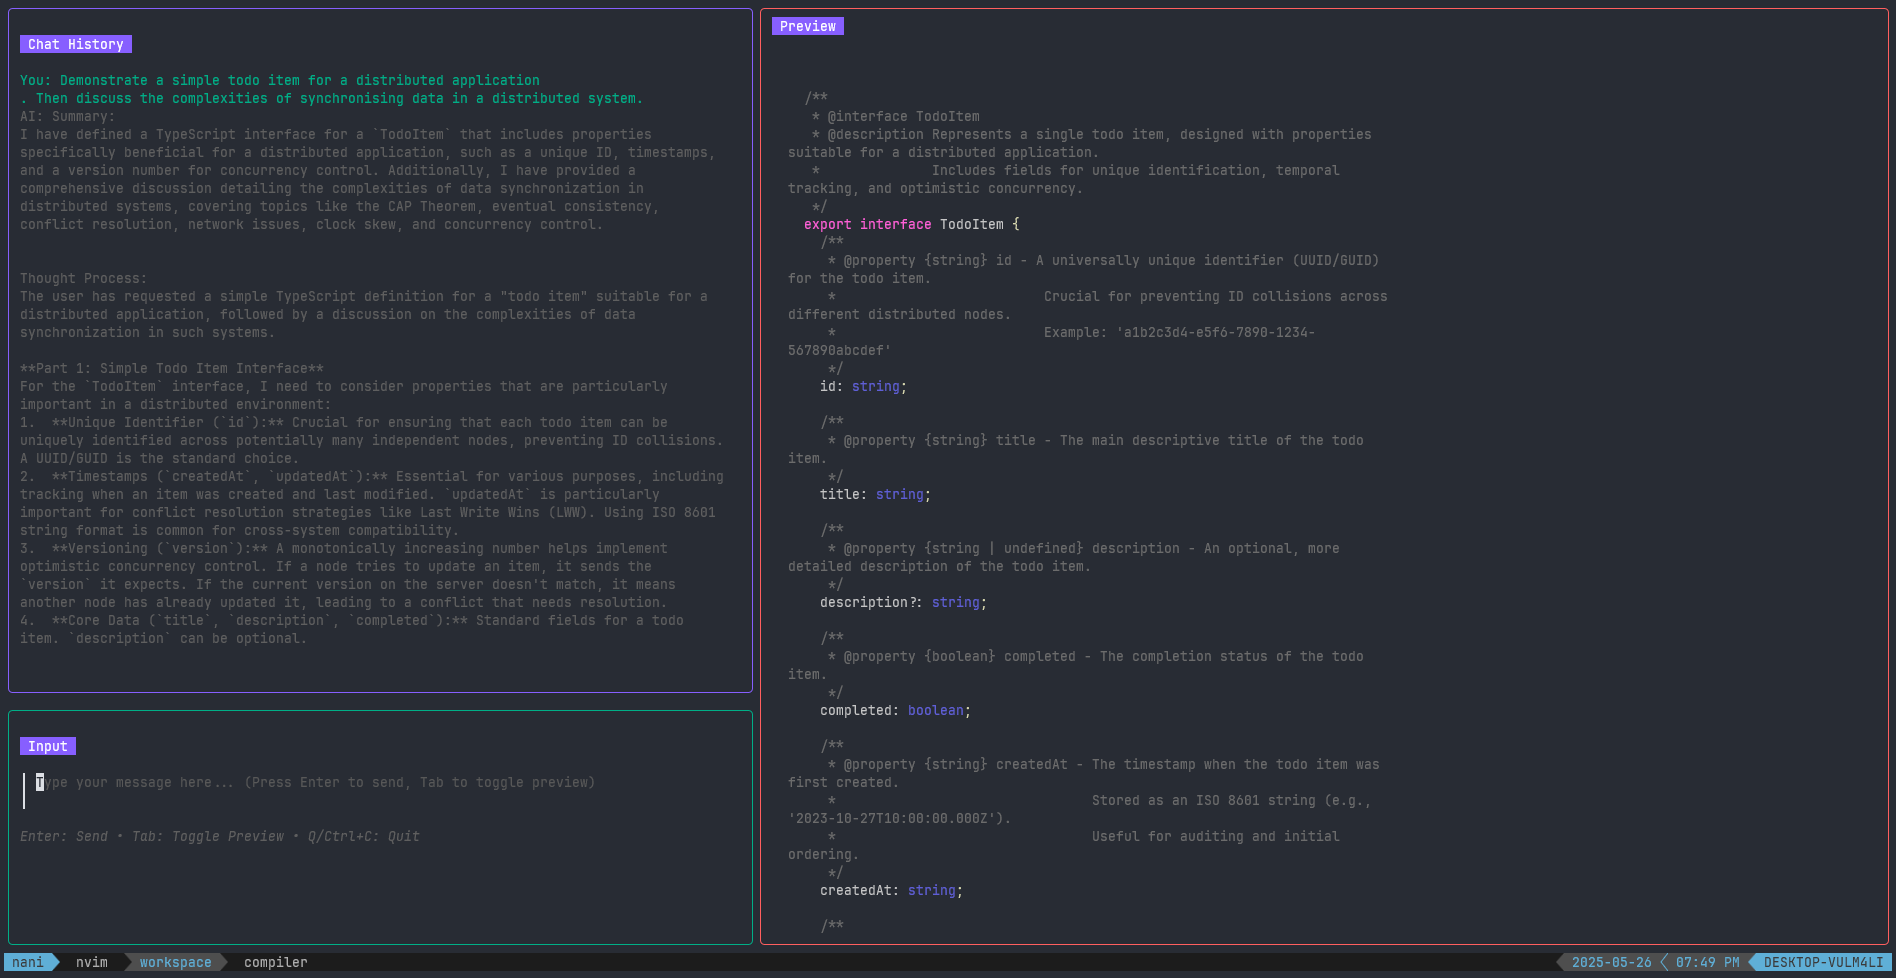 Chat History
You: Demonstrate a simple todo item for a distributed application
. Then discuss the complexities of synchronising data in a distributed system.
AI: Summary:
I have defined a TypeScript interface for a `TodoItem` that includes properties
specifically beneficial for a distributed application, such as a unique ID, timestamps,
and a version number for concurrency control. Additionally, I have provided a
comprehensive discussion detailing the complexities of data synchronization in
distributed systems, covering topics like the CAP Theorem, eventual consistency,
conflict resolution, network issues, clock skew, and concurrency control.
Thought Process:
The user has requested a simple TypeScript definition for a "todo item" suitable for a
distributed application, followed by a discussion on the complexities of data
synchronization in such systems.
**Part 1: Simple Todo Item Interface**
For the `TodoItem` interface, I need to consider properties that are particularly
important in a distributed environment:
1.  **Unique Identifier (`id`):** Crucial for ensuring that each todo item can be
uniquely identified across potentially many independent nodes, preventing ID collisions.
A UUID/GUID is the standard choice.
2.  **Timestamps (`createdAt`, `updatedAt`):** Essential for various purposes, including
tracking when an item was created and last modified. `updatedAt` is particularly
important for conflict resolution strategies like Last Write Wins (LWW). Using ISO 8601
string format is common for cross-system compatibility.
3.  **Versioning (`version`):** A monotonically increasing number helps implement
optimistic concurrency control. If a node tries to update an item, it sends the
`version` it expects. If the current version on the server doesn't match, it means
another node has already updated it, leading to a conflict that needs resolution.
4.  **Core Data (`title`, `description`, `completed`):** Standard fields for a todo
item. `description` can be optional.
Input
Type your message here... (Press Enter to send, Tab to toggle preview)
Enter: Send • Tab: Toggle Preview • Q/Ctrl+C: Quit
Preview
/**
* @interface TodoItem
* @description Represents a single todo item, designed with properties
suitable for a distributed application.
*              Includes fields for unique identification, temporal
tracking, and optimistic concurrency.
*/
export interface TodoItem {
/**
* @property {string} id - A universally unique identifier (UUID/GUID)
for the todo item.
*                          Crucial for preventing ID collisions across
different distributed nodes.
*                          Example: 'a1b2c3d4-e5f6-7890-1234-
567890abcdef'
*/
id: string;
/**
* @property {string} title - The main descriptive title of the todo
item.
*/
title: string;
/**
* @property {string | undefined} description - An optional, more
detailed description of the todo item.
*/
description?: string;
/**
* @property {boolean} completed - The completion status of the todo
item.
*/
completed: boolean;
/**
* @property {string} createdAt - The timestamp when the todo item was
first created.
*                                Stored as an ISO 8601 string (e.g.,
'2023-10-27T10:00:00.000Z').
*                                Useful for auditing and initial
ordering.
*/
createdAt: string;
/**
nani nvim workspace compiler 2025-05-26 07:49 PM DESKTOP-VULM4LI